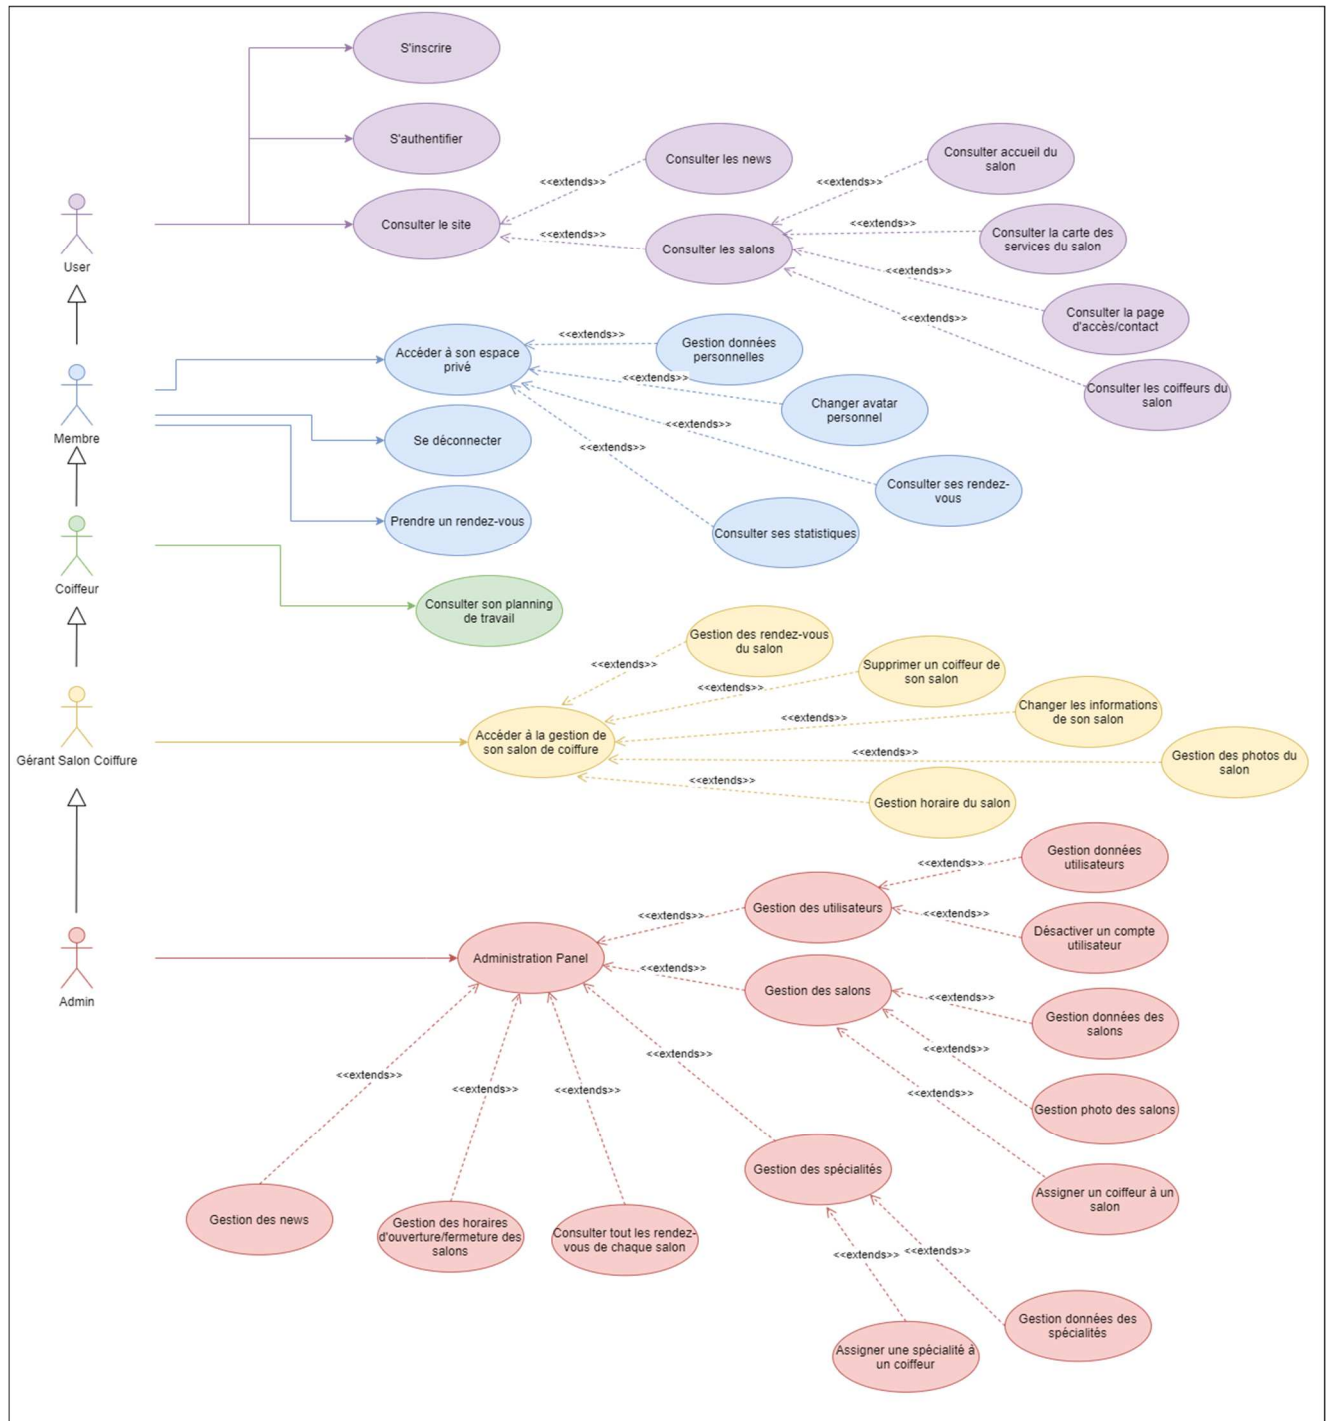 S'inscrire
S'authentifier
Consulter les news
Consulter accueil du
salon
<<extends>>
<<extends>>
Consulter le site
<<extends>>
<<extends>>
Consulter les salons
Consulter la carte des
services du salon
User
<<extends>>
Consulter la page
d'accès/contact
<<extends>>
Accéder à son espace
privé
<<extends>>
Gestion données
personnelles
<<extends>>
Consulter les coiffeurs du
salon
Changer avatar
personnel
Membre
Se déconnecter
<<extends>>
<<extends>>
Consulter ses rendez-
vous
Prendre un rendez-vous
Consulter ses statistiques
Coiffeur
Consulter son planning
de travail
Gestion des rendez-vous
du salon
<<extends>>
Supprimer un coiffeur de
son salon
<<extends>>
Changer les informations
de son salon
<<extends>>
Accéder à la gestion de
son salon de coiffure
<<extends>>
Gestion des photos du
salon
Gérant Salon Coiffure
<<extends>>
Gestion horaire du salon
Gestion données
utilisateurs
<<extends>>
Gestion des utilisateurs
<<extends>>
<<extends>>
Désactiver un compte
utilisateur
Administration Panel
<<extends>>
Gestion des salons
Admin
<<extends>>
Gestion données des
salons
<<extends>>
<<extends>>
<<extends>>
<<extends>>
<<extends>>
<<extends>>
Gestion photo des salons
Gestion des spécialités
Assigner un coiffeur à un
salon
Gestion des news
Gestion des horaires
d'ouverture/fermeture des
salons
Consulter tout les rendez-
vous de chaque salon
<<extends>>
<<extends>>
Gestion données des
spécialités
Assigner une spécialité à
un coiffeur